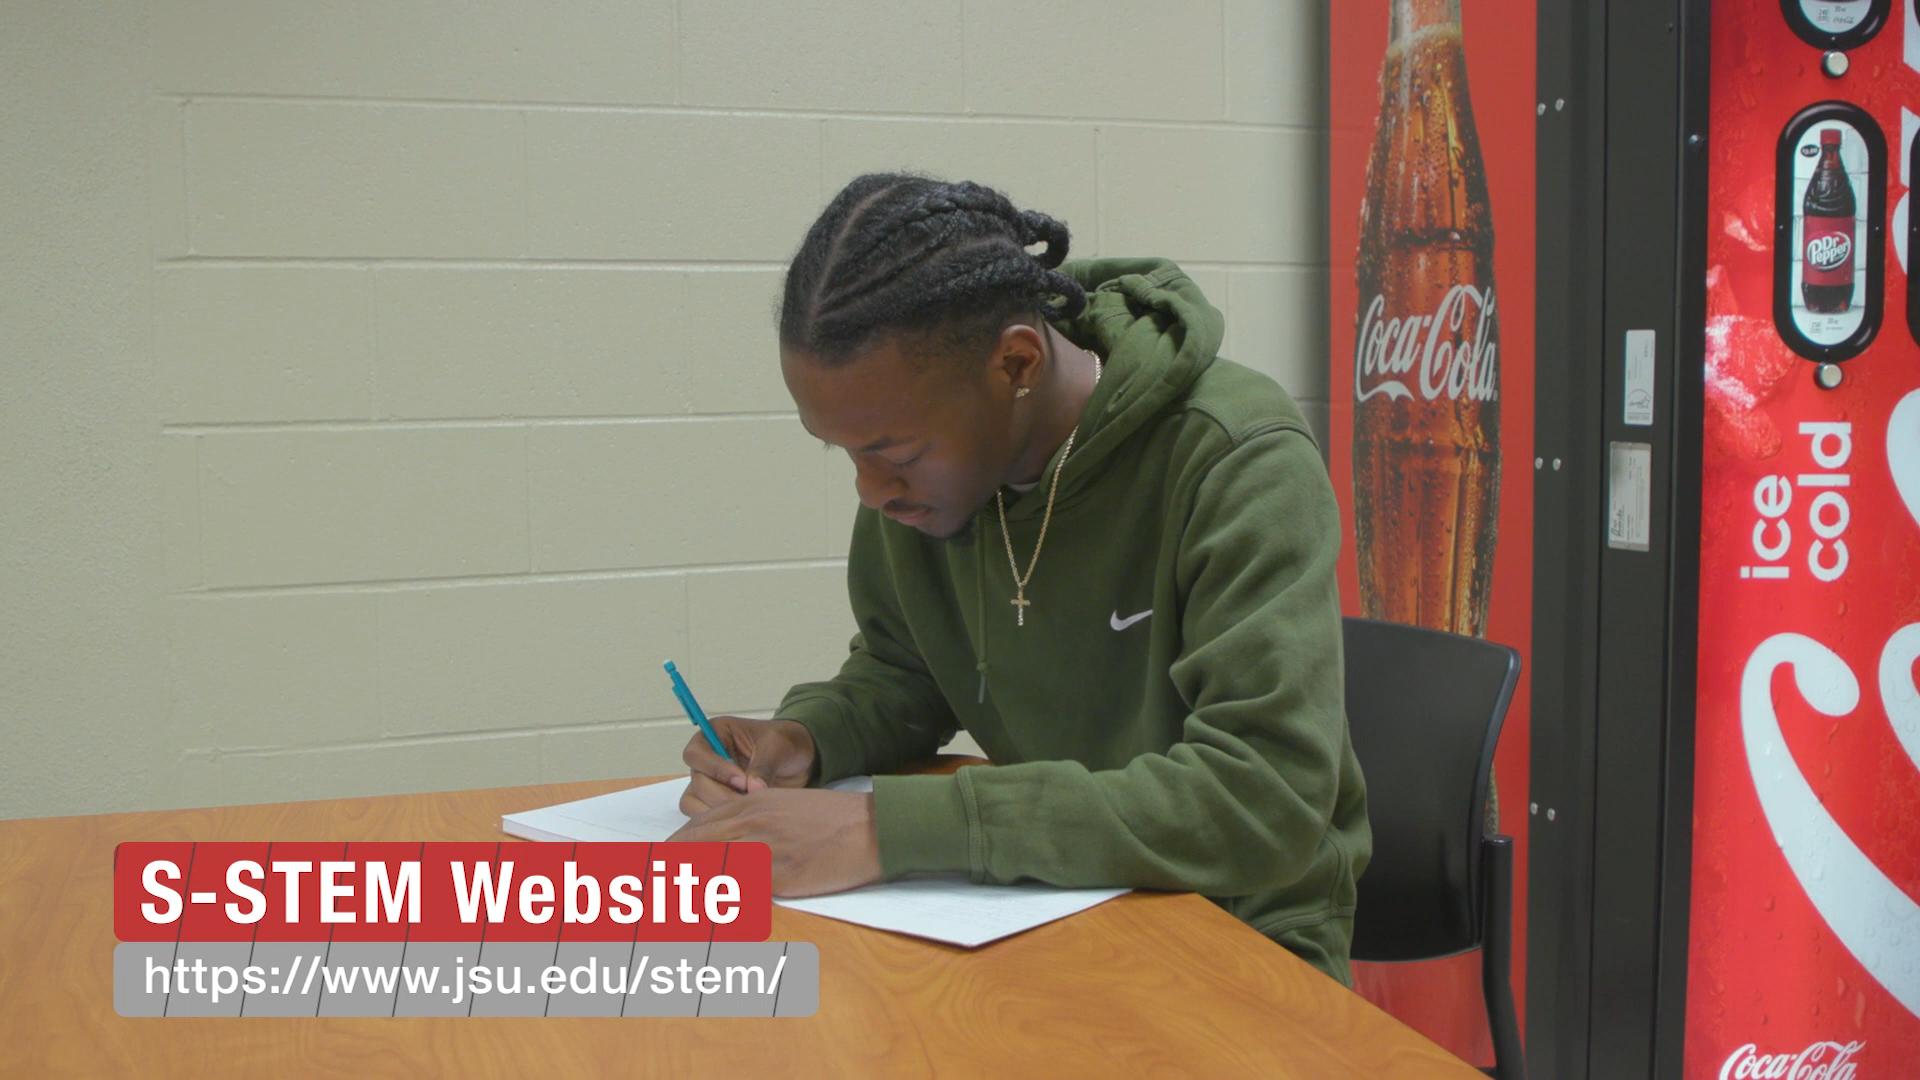 S-STEM Website
https://www.jsu.edu/stem/
Coca-Cola
Dr
Pepper
ice
cold
Coca-Cola